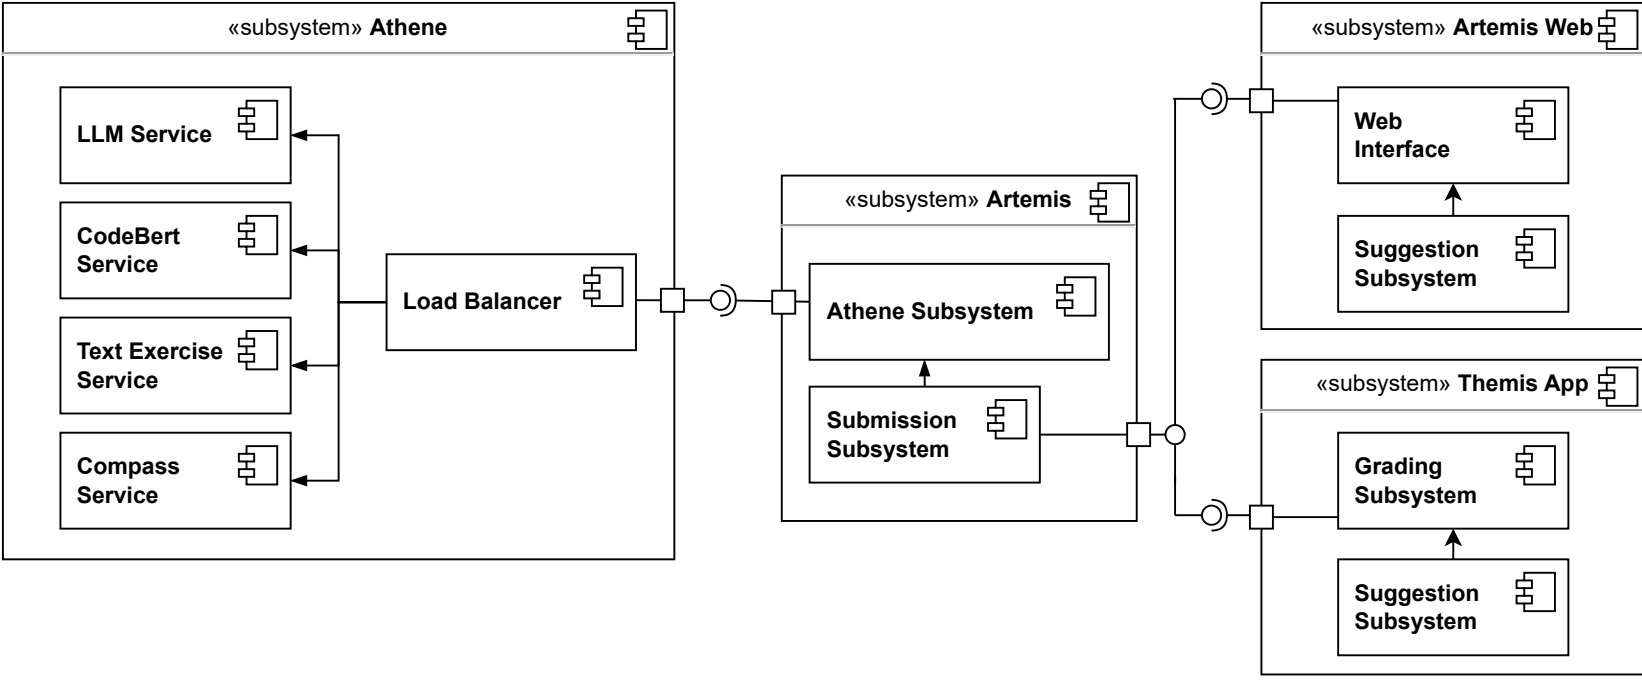 «subsystem» Athene
LLM Service
CodeBert
Service
Text Exercise
Service
Compass
Service
Load Balancer
«subsystem» Artemis
Athene Subsystem
Submission
Subsystem
«subsystem» Artemis Web
Web
Interface
Suggestion
Subsystem
«subsystem» Themis App
Grading
Subsystem
Suggestion
Subsystem